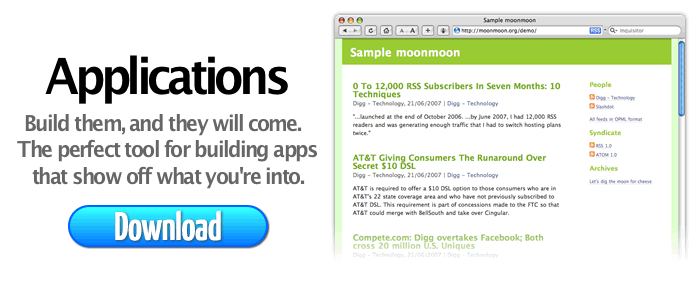 Applications
Build them, and they will come.
The perfect tool for building apps
that show off what you're into.
Download
Sample moonmoon
http://moonmoon.org/demo/
RSS
Inquisitor
Sample moonmoon
0 To 12,000 RSS Subscribers In Seven Months: 10
Techniques
Digg - Technology, 21/06/2007 | Digg - Technology
"...launched at the end of October 2006. ...by June 2007, I had 12,000 RSS
readers and was generating enough traffic that I had to switch hosting plans
twice."
AT&T Giving Consumers The Runaround Over
Secret $10 DSL
Digg - Technology, 21/06/2007 | Digg - Technology
AT&T is required to offer a $10 DSL option to those consumers who are in
AT&T's 22 state coverage area and who have not previously subscribed to
AT&T DSL. This requirement is part of concessions made to the FTC so that
AT&T could merge with BellSouth and take over Cingular.
Compete.com: Digg overtakes Facebook; Both
cross 20 million U.S. Uniques
People
Digg - Technology
Slashdot
All feeds in OPML format
Syndicate
RSS 1.0
ATOM 1.0
Archives
Let's dig the moon for cheese